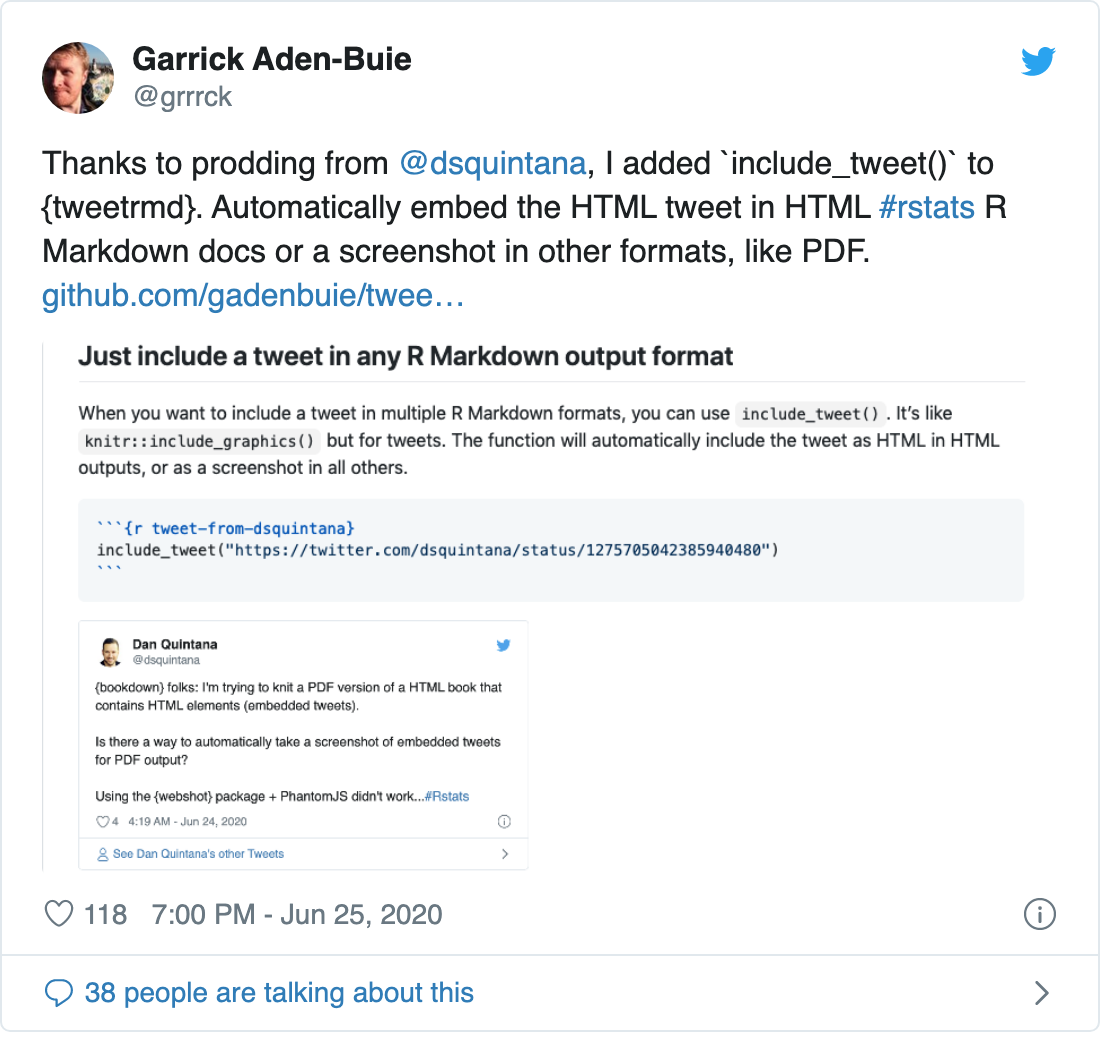 Garrick Aden-Buie
@grrrck
Thanks to prodding from @dsquintana, I added `include_tweet()` to
{tweetrmd}. Automatically embed the HTML tweet in HTML #rstats R
Markdown docs or a screenshot in other formats, like PDF.
github.com/gadenbuie/twee…
Just include a tweet in any R Markdown output format
When you want to include a tweet in multiple R Markdown formats, you can use include_tweet() . It's like
knitr::include_graphics() but for tweets. The function will automatically include the tweet as HTML in HTML
outputs, or as a screenshot in all others.
```{r tweet-from-dsquintana}
include_tweet("https://twitter.com/dsquintana/status/1275705042385940480")
```
Dan Quintana
@dsquintana
{bookdown} folks: I'm trying to knit a PDF version of a HTML book that
contains HTML elements (embedded tweets).
Is there a way to automatically take a screenshot of embedded tweets
for PDF output?
Using the {webshot} package + PhantomJS didn't work...#Rstats
4 4:19 AM - Jun 24, 2020
See Dan Quintana's other Tweets
118 7:00 PM - Jun 25, 2020
38 people are talking about this